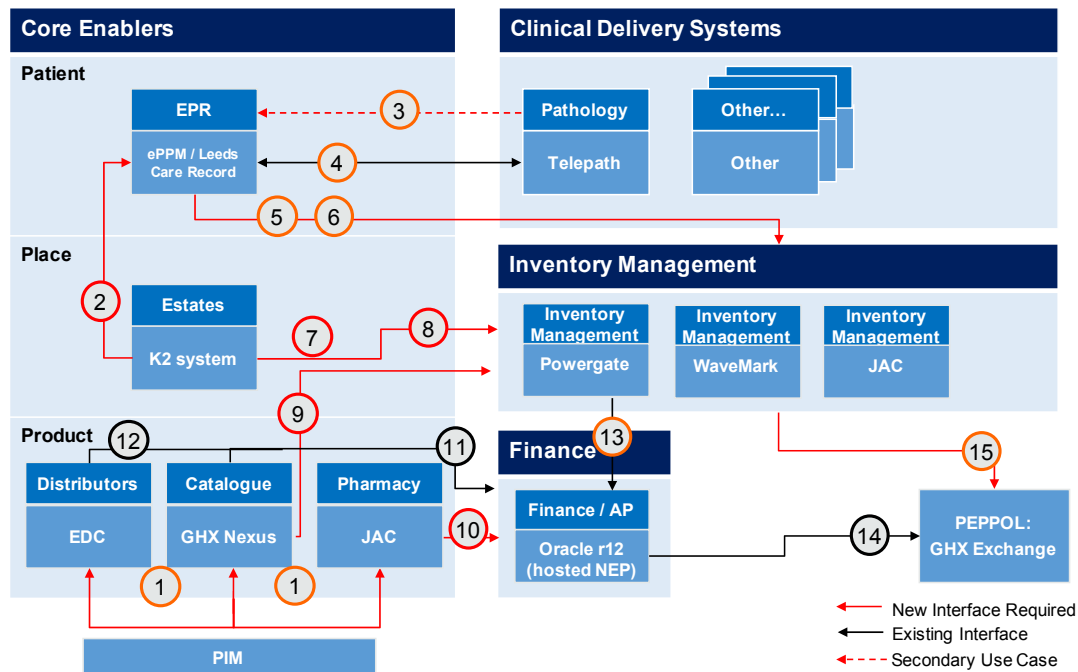 Core Enablers
Clinical Delivery Systems
Patient
EPR
ePPM / Leeds
Care Record
3
4
Pathology
Telepath
Other...
Other
5
6
Place
2
Estates
K2 system
7
8
Inventory Management
Inventory
Management
Powergate
Inventory
Management
WaveMark
Inventory
Management
JAC
9
Product
12
11
13
15
Distributors
EDC
Catalogue
GHX Nexus
Pharmacy
JAC
10
Finance
Finance / AP
Oracle r12
(hosted NEP)
14
PEPPOL:
GHX Exchange
1
1
PIM
New Interface Required
Existing Interface
Secondary Use Case